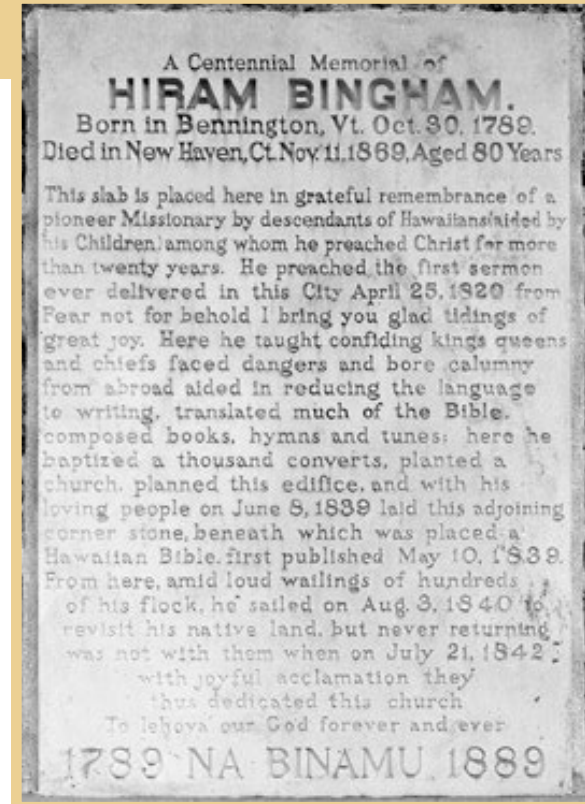 A Centennial Memorial of
HIRAM BINGHAM.
Born in Bennington, Vt. Oct. 30, 1789.
Died in New Haven, Ct. Nov. 11, 1869, Aged 80 Years
This slab is placed here in grateful remembrance of a
pioneer Missionary by descendants of Hawaiians (aided by
his Children) among whom he preached Christ for more
than twenty years. He preached the first sermon
ever delivered in this City April 25, 1820 from
Fear not for behold I bring you glad tidings of
great joy. Here he taught confiding kings queens
and chiefs faced dangers and bore calumny
from abroad aided in reducing the language
to writing, translated much of the Bible,
composed books, hymns and tunes; here he
baptized a thousand converts, planted a
church, planned this edifice, and with his
loving people on June 8, 1839 laid this adjoining
corner stone, beneath which was placed a
Hawaiian Bible, first published May 10, 1839.
From here, amid loud wailings of hundreds
of his flock, he sailed on Aug. 3, 1840 to
revisit his native land, but never returning
was not with them when on July 21, 1842
with joyful acclamation they
thus dedicated this church
To Iehova our God forever and ever
1789 NA BINAMU 1889